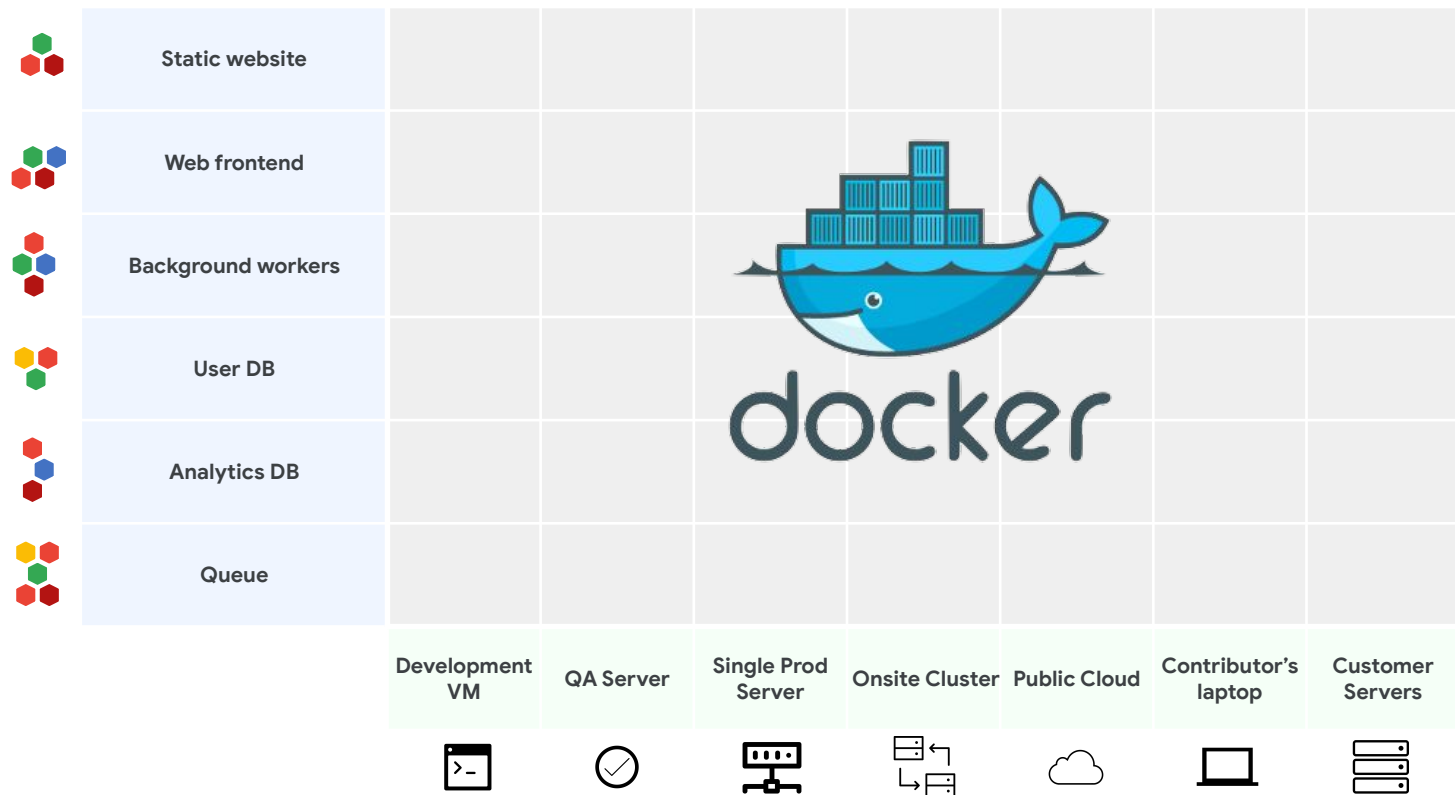 Static website
Web frontend
Background workers
User DB
docker
Analytics DB
Queue
Development
VM
QA Server
Single Prod
Server
Onsite Cluster
Public Cloud
Contributor's
laptop
Customer
Servers